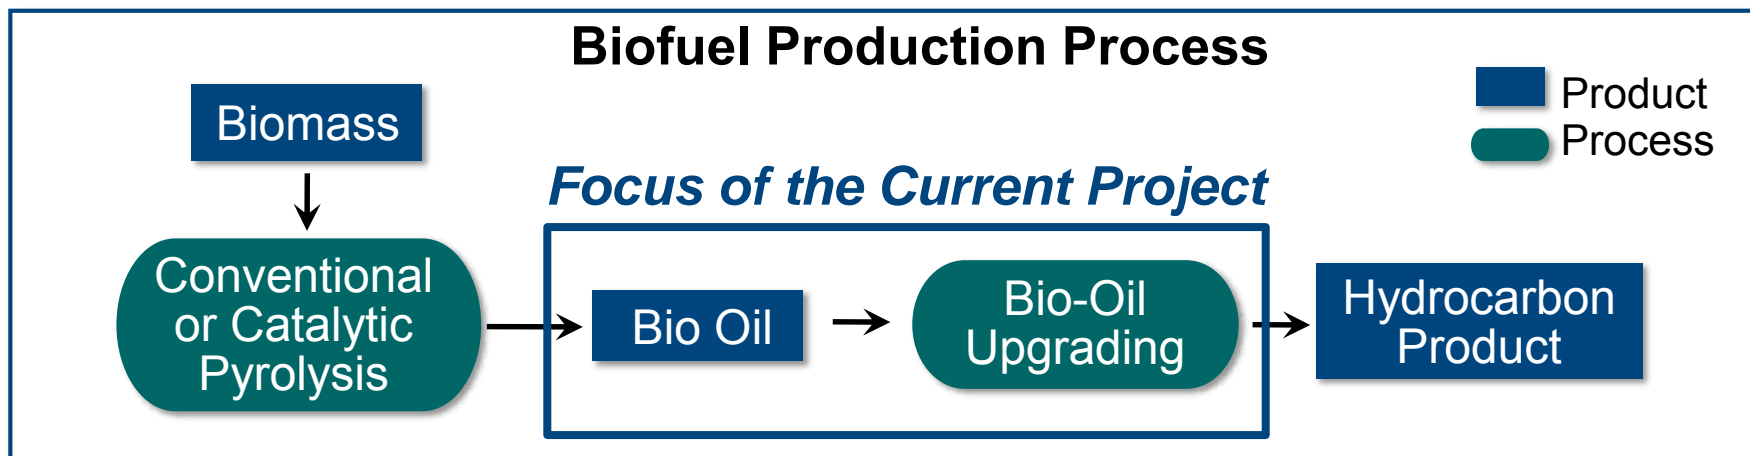 Biofuel Production Process
Product
Process
Biomass
Focus of the Current Project
Conventional
or Catalytic
Pyrolysis
Bio Oil
Bio-Oil
Upgrading
Hydrocarbon
Product